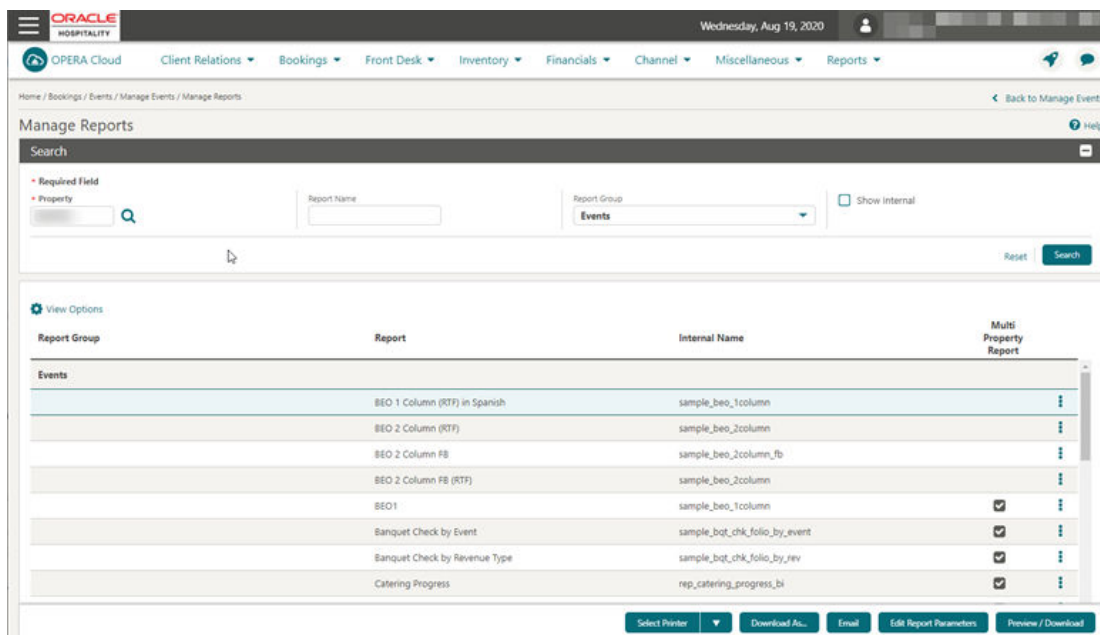 ORACLE
HOSPITALITY
Wednesday, Aug 19, 2020
OPERA Cloud Client Relations Bookings Front Desk Inventory Financials Channel Miscellaneous Reports
Home / Bookings / Events / Manage Events / Manage Reports Back to Manage Event
Manage Reports Help
Search
* Required Field
* Property Report Name Report Group Show Internal
Events
Reset Search
View Options
Report Group Report Internal Name Multi Property Report
Events
BEO 1 Column (RTF) in Spanish sample_beo_1column
BEO 2 Column (RTF) sample_beo_2column
BEO 2 Column FB sample_beo_2column_fb
BEO 2 Column FB (RTF) sample_beo_2column
BEO1 sample_beo_1column
Banquet Check by Event sample_bqt_chk_folio_by_event
Banquet Check by Revenue Type sample_bqt_chk_folio_by_rev
Catering Progress rep_catering_progress_bi
Select Printer Download As... Email Edit Report Parameters Preview / Download